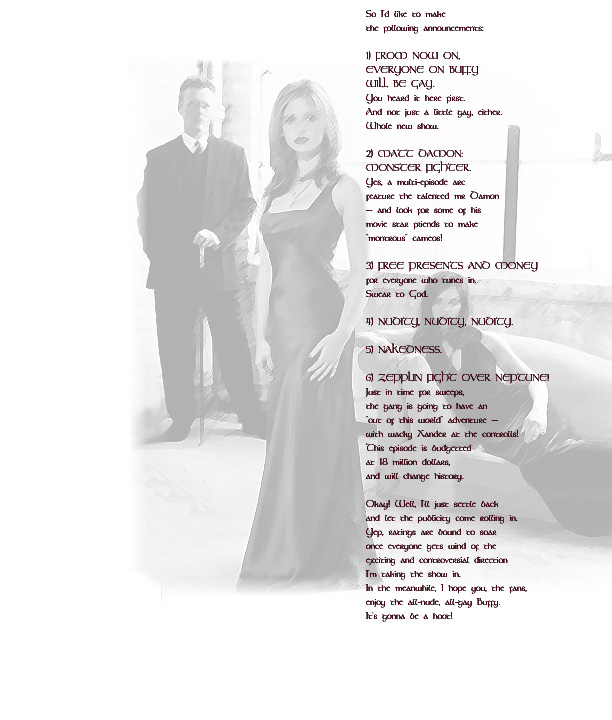 So I'd like to make
the following announcements:
1) FROM NOW ON,
EVERYONE ON BUFFY
WILL BE GAY.
You heard it here first.
And not just a little gay, either.
Whole new show.
2) MATT DAMON:
MONSTER FIGHTER.
Yes, a multi-episode arc
feature the talented mr Damon
-- and look for some of his
movie star friends to make
"montrous" cameos!
3) FREE PRESENTS AND MONEY
for everyone who tunes in.
Swear to God.
4) NUDITY, NUDITY, NUDITY.
5) NAKEDNESS.
6) ZEPPLIN FIGHT OVER NEPTUNE!
Just in time for sweeps,
the gang is going to have an
"out of this world" adventure --
with wacky Xander at the controlls!
This episode is budgetted
at 18 million dollars,
and will change history.
Okay! Well, I'll just settle back
and let the publicity come rolling in.
Yep, ratings are bound to soar
once everyone gets wind of the
exciting and controversial direction
I'm taking the show in.
In the meanwhile, I hope you, the fans,
enjoy the all-nude, all-gay Buffy.
It's gonna be a hoot!